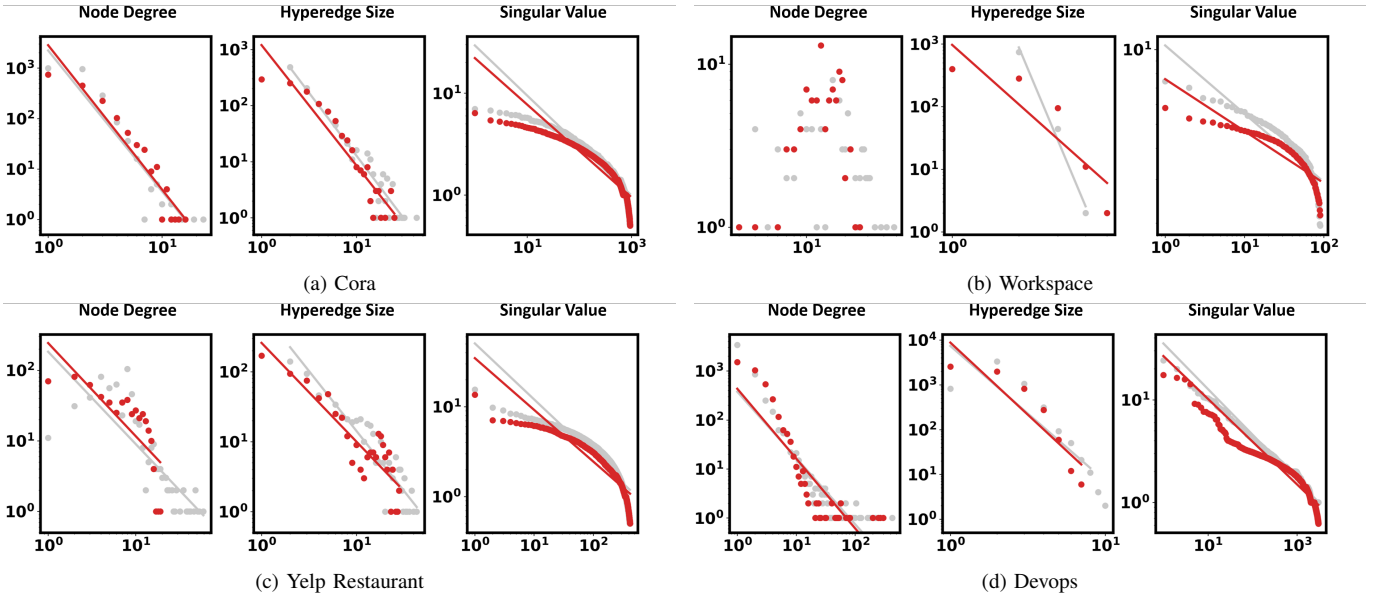 Node Degree Hyperedge Size Singular Value Node Degree Hyperedge Size Singular Value
10³ 10² 10¹ 10⁰ 10³ 10² 10¹ 10⁰ 10¹ 10⁰ 10¹ 10⁰ 10³ 10² 10¹ 10⁰ 10¹
10⁰ 10¹ 10⁰ 10¹ 10¹ 10³ 10¹ 10⁰ 10⁰ 10¹ 10²
(a) Cora (b) Workspace
Node Degree Hyperedge Size Singular Value Node Degree Hyperedge Size Singular Value
10² 10¹ 10⁰ 10² 10¹ 10⁰ 10¹ 10⁰ 10³ 10² 10¹ 10⁰ 10⁴ 10³ 10² 10¹ 10⁰ 10¹ 10⁰
10⁰ 10¹ 10⁰ 10¹ 10⁰ 10¹ 10² 10⁰ 10¹ 10² 10⁰ 10¹ 10¹ 10³
(c) Yelp Restaurant (d) Devops